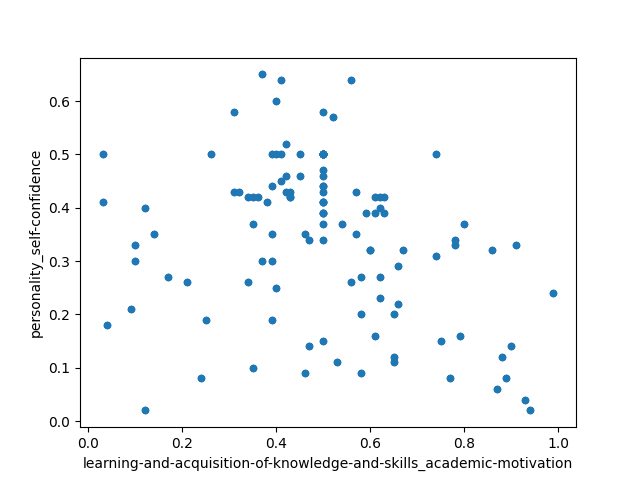 0.6
0.5
0.4
0.3
0.2
0.1
0.0
personality_self-confidence
0.0 0.2 0.4 0.6 0.8 1.0
learning-and-acquisition-of-knowledge-and-skills_academic-motivation